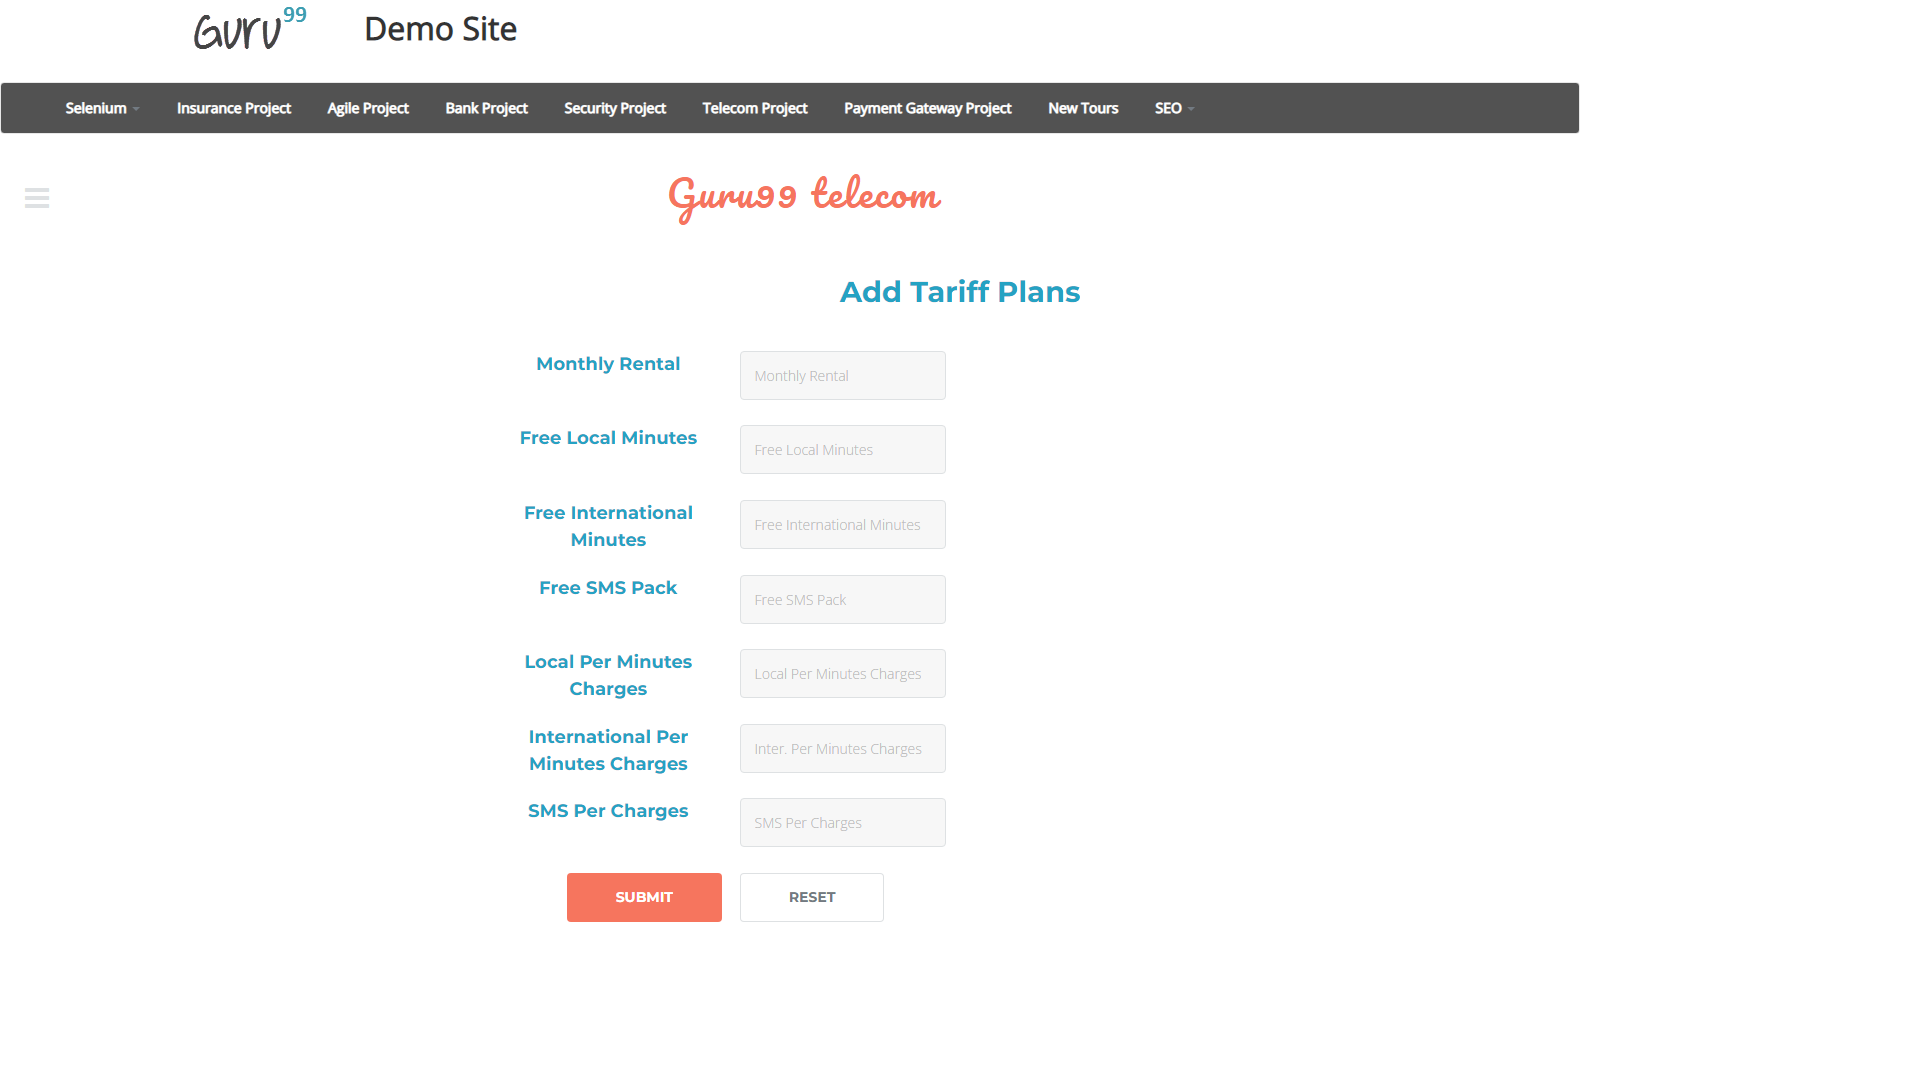 Guru99 Demo Site
Selenium Insurance Project Agile Project Bank Project Security Project Telecom Project Payment Gateway Project New Tours SEO
Guru99 telecom
Add Tariff Plans
Monthly Rental
Monthly Rental
Free Local Minutes
Free Local Minutes
Free International
Minutes
Free International Minutes
Free SMS Pack
Free SMS Pack
Local Per Minutes
Charges
Local Per Minutes Charges
International Per
Minutes Charges
Inter. Per Minutes Charges
SMS Per Charges
SMS Per Charges
SUBMIT RESET